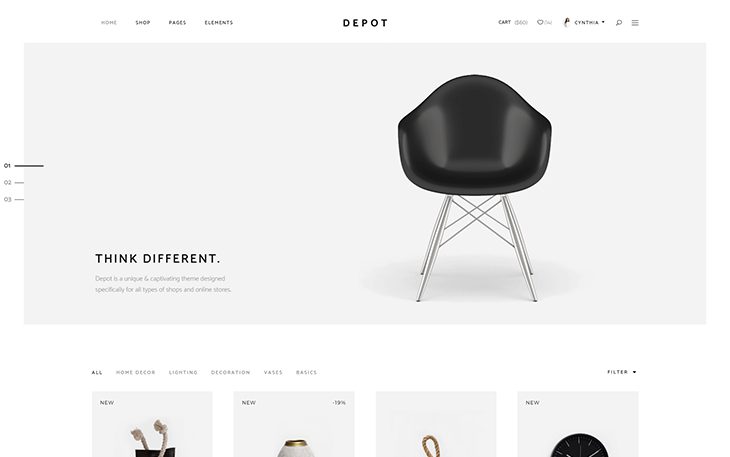 HOME SHOP PAGES ELEMENTS
DEPOT
CART ($60) (14) CYNTHIA
01
02
03
THINK DIFFERENT.
Depot is a unique & captivating theme designed
specifically for all types of shops and online stores.
ALL HOME DECOR LIGHTING DECORATION VASES BASICS
FILTER
NEW
NEW -19%
NEW